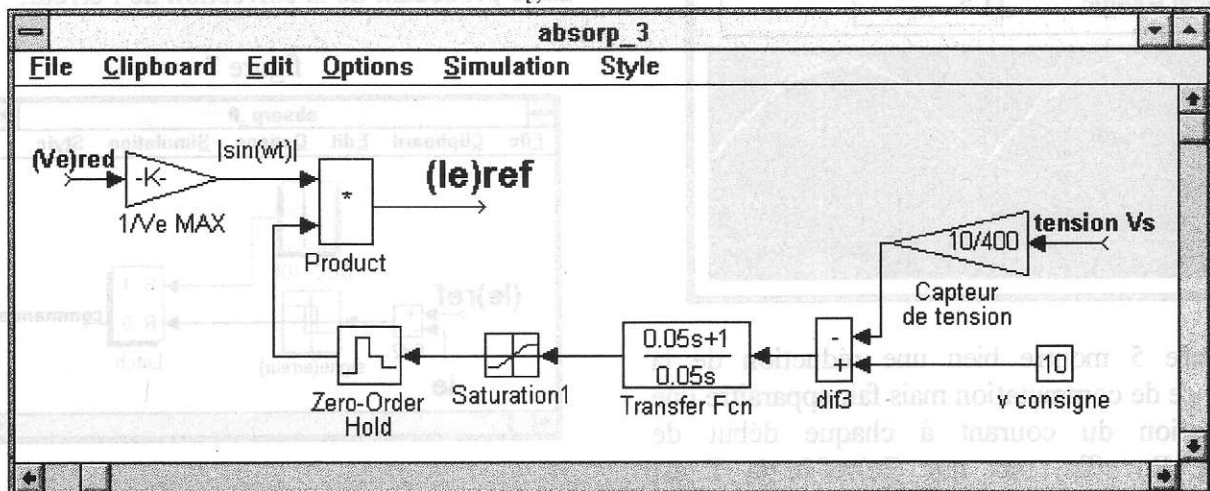 absorp_3
File Clipboard Edit Options Simulation Style
(Ve)red
-K-
1/Ve MAX
|sin(wt)|
*
Product
(Ie)ref
tension Vs
10/400
Capteur
de tension
0.05s+1
0.05s
Transfer Fcn
Saturation1
Zero-Order
Hold
-
+
dif3
10
v consigne